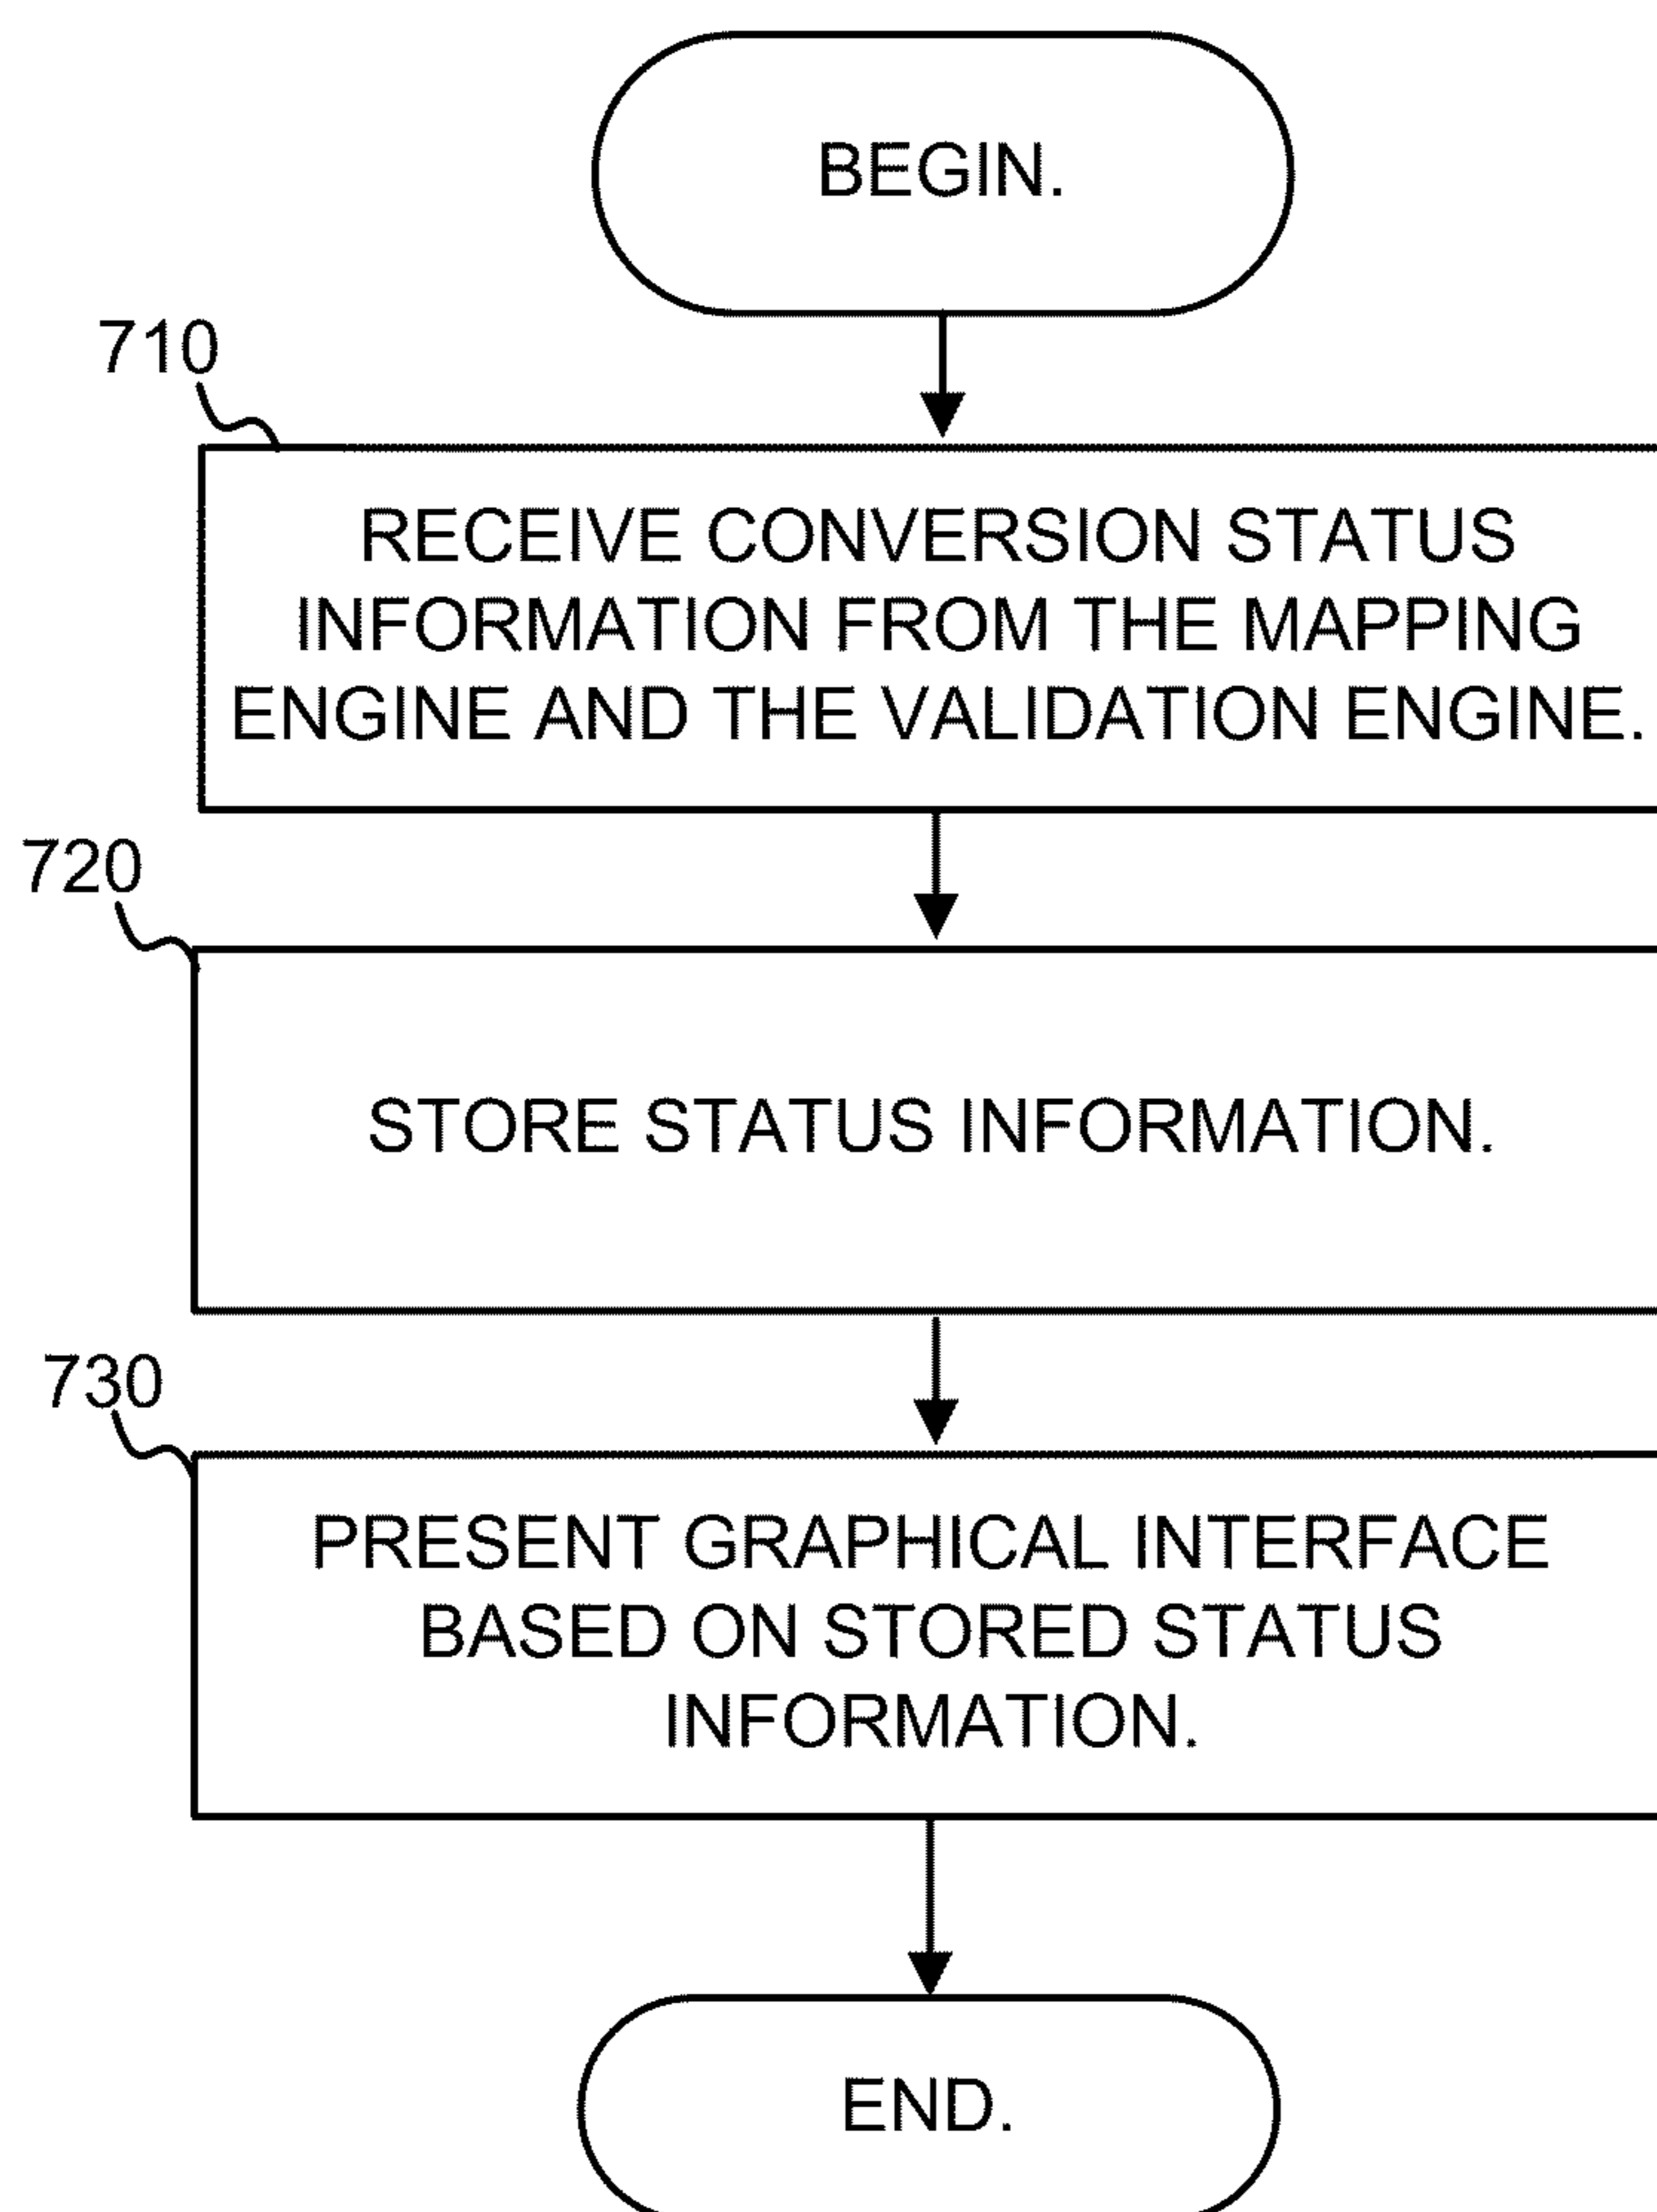 BEGIN.
710
RECEIVE CONVERSION STATUS
INFORMATION FROM THE MAPPING
ENGINE AND THE VALIDATION ENGINE.
720
STORE STATUS INFORMATION.
730
PRESENT GRAPHICAL INTERFACE
BASED ON STORED STATUS
INFORMATION.
END.